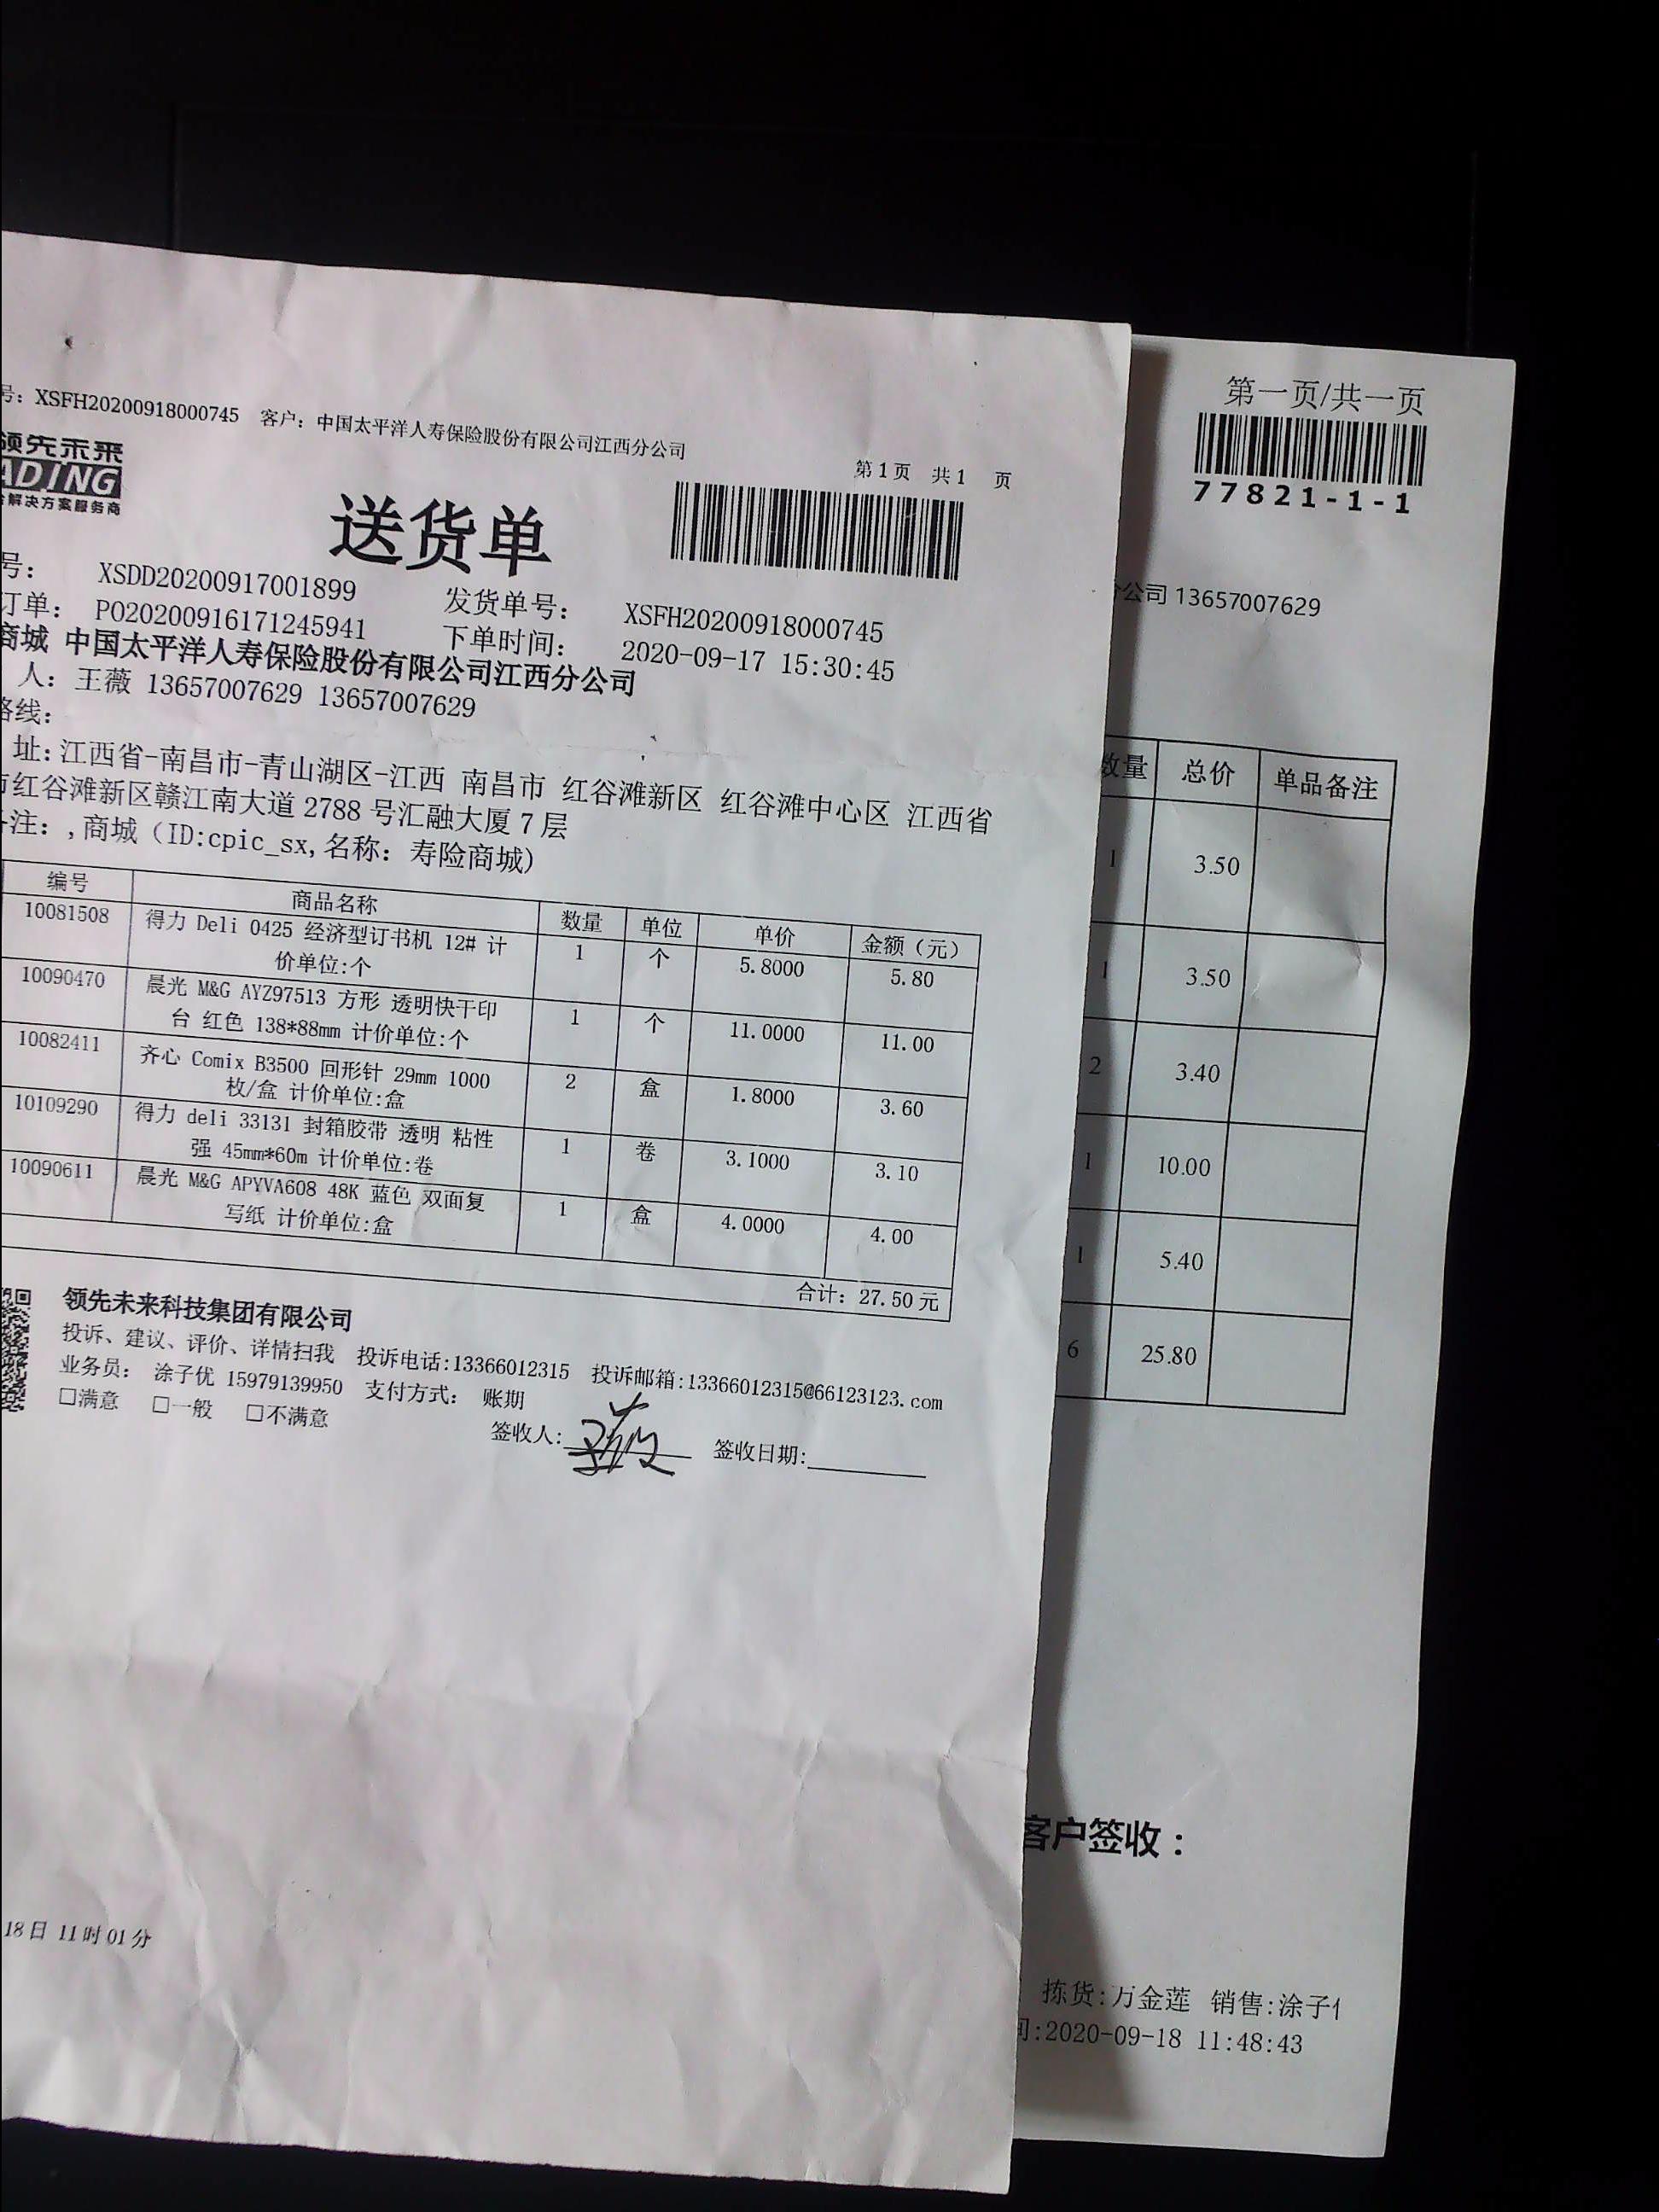 号：XSFH20200918000745 客户：中国太平洋人寿保险股份有限公司江西分公司
第1页 共1 页
领先未来
ADING
解决方案服务商
送货单
号： XSDD20200917001899 发货单号： XSFH20200918000745
订单： PO20200916171245941 下单时间： 2020-09-17 15:30:45
商城 中国太平洋人寿保险股份有限公司江西分公司
人：王薇 13657007629 13657007629
路线：
址：江西省-南昌市-青山湖区-江西 南昌市 红谷滩新区 红谷滩中心区 江西省
市红谷滩新区赣江南大道 2788 号汇融大厦 7 层
注：,商城（ID:cpic_sx,名称：寿险商城）
编号 商品名称 数量 单位 单价 金额（元）
10081508 得力 Deli 0425 经济型订书机 12# 计 1 个 5.8000 5.80
价单位:个
10090470 晨光 M&G AYZ97513 方形 透明快干印 1 个 11.0000 11.00
台 红色 138*88mm 计价单位:个
10082411 齐心 Comix B3500 回形针 29mm 1000 2 盒 1.8000 3.60
枚/盒 计价单位:盒
10109290 得力 deli 33131 封箱胶带 透明 粘性 1 卷 3.1000 3.10
强 45mm*60m 计价单位:卷
10090611 晨光 M&G APYVA608 48K 蓝色 双面复 1 盒 4.0000 4.00
写纸 计价单位:盒
合计：27.50 元
领先未来科技集团有限公司
投诉、建议、评价、详情扫我 投诉电话:13366012315 投诉邮箱:13366012315@66123123.com
业务员： 涂子优 15979139950 支付方式： 账期
□满意 □一般 □不满意
签收人: 王薇 签收日期:
18日 11时01分
第一页/共一页
77821-1-1
公司 13657007629
数量 总价 单品备注
1 3.50
1 3.50
2 3.40
1 10.00
1 5.40
6 25.80
客户签收：
拣货:万金莲 销售:涂子
间:2020-09-18 11:48:43